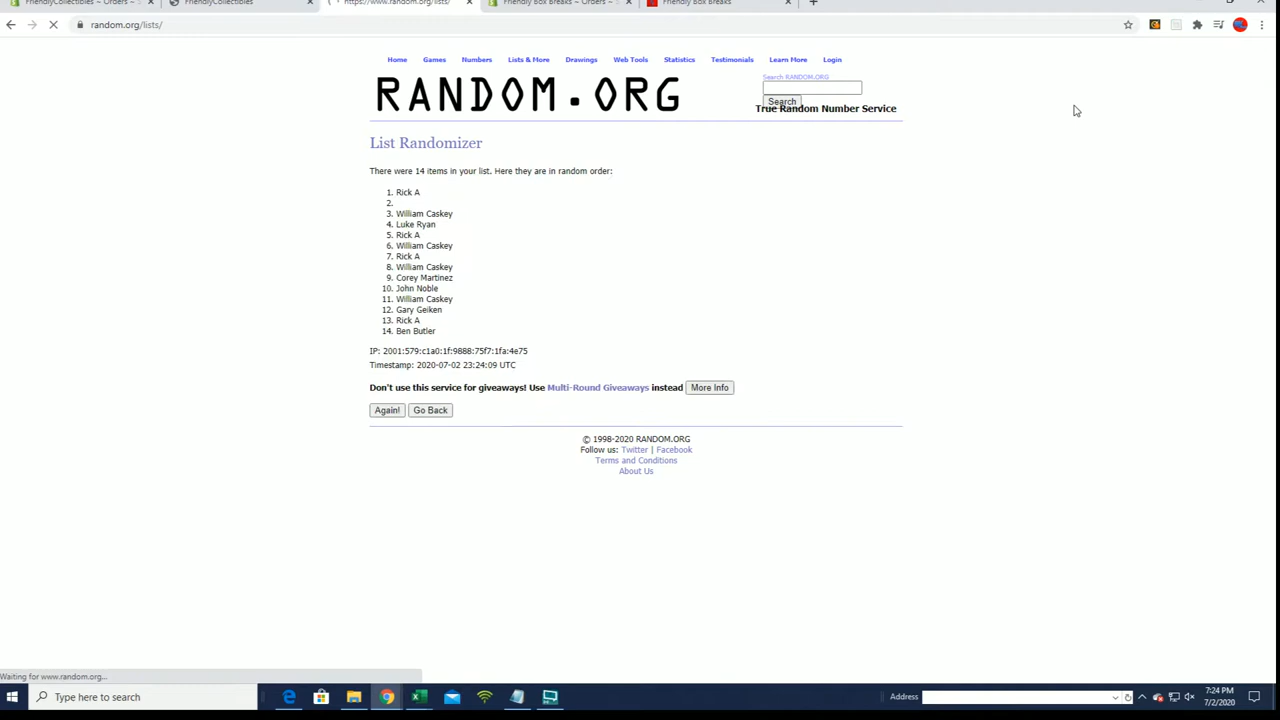 FriendlyCollectibles ~ Orders ~ S
FriendlyCollectibles
https://www.random.org/lists/
Friendly Box Breaks ~ Orders ~ S
Friendly Box Breaks
random.org/lists/
Home Games Numbers Lists & More Drawings Web Tools Statistics Testimonials Learn More Login
Search RANDOM.ORG
RANDOM.ORG
Search
True Random Number Service
List Randomizer
There were 14 items in your list. Here they are in random order:
1. Rick A
2.
3. William Caskey
4. Luke Ryan
5. Rick A
6. William Caskey
7. Rick A
8. William Caskey
9. Corey Martinez
10. John Noble
11. William Caskey
12. Gary Geiken
13. Rick A
14. Ben Butler
IP: 2001:579:c1a0:1f:9888:75f7:1fa:4e75
Timestamp: 2020-07-02 23:24:09 UTC
Don't use this service for giveaways! Use Multi-Round Giveaways instead More Info
Again! Go Back
© 1998-2020 RANDOM.ORG
Follow us: Twitter | Facebook
Terms and Conditions
About Us
Waiting for www.random.org...
Type here to search
Address
7:24 PM
7/2/2020